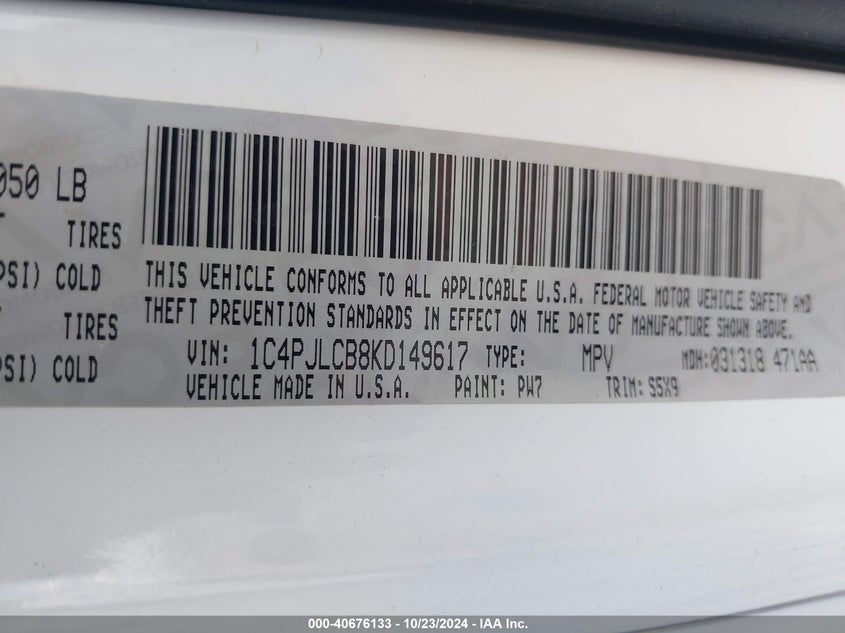 050 LB
TIRES
PSI) COLD
TIRES
PSI) COLD
THIS VEHICLE CONFORMS TO ALL APPLICABLE U.S.A. FEDERAL MOTOR VEHICLE SAFETY AND
THEFT PREVENTION STANDARDS IN EFFECT ON THE DATE OF MANUFACTURE SHOWN ABOVE.
VIN: 1C4PJLCB8KD149617 TYPE: MPV MDH:031318 471AA
VEHICLE MADE IN U.S.A. PAINT: PW7 TRIM: S5X9
000-40676133 - 10/23/2024 - IAA Inc.